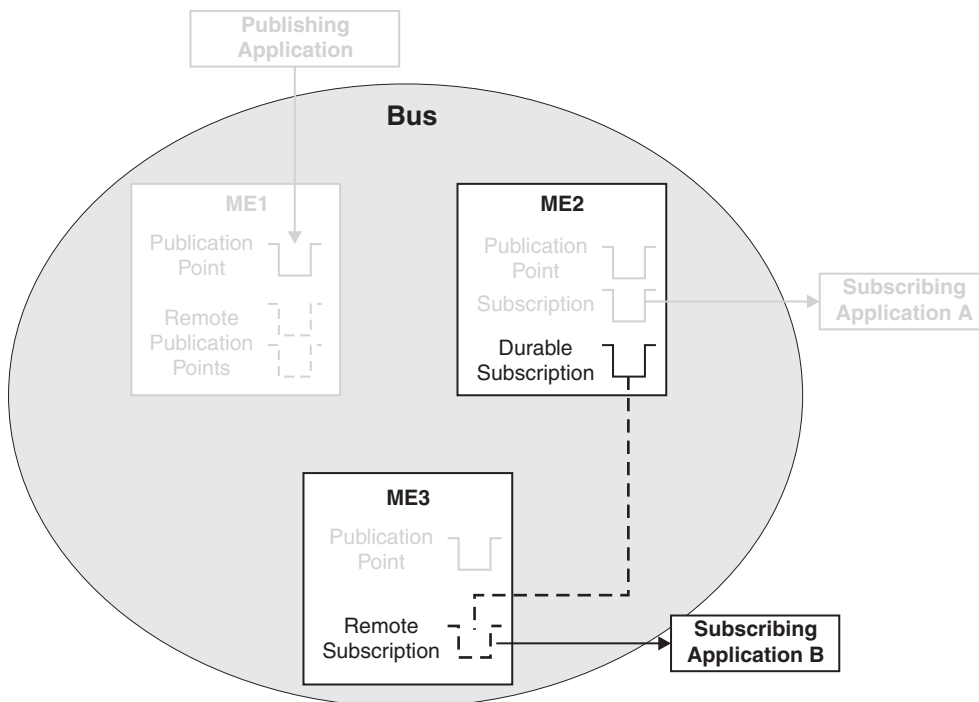 Publishing
Application
Bus
ME1
Publication
Point
Remote
Publication
Points
ME2
Publication
Point
Subscription
Durable
Subscription
Subscribing
Application A
ME3
Publication
Point
Remote
Subscription
Subscribing
Application B